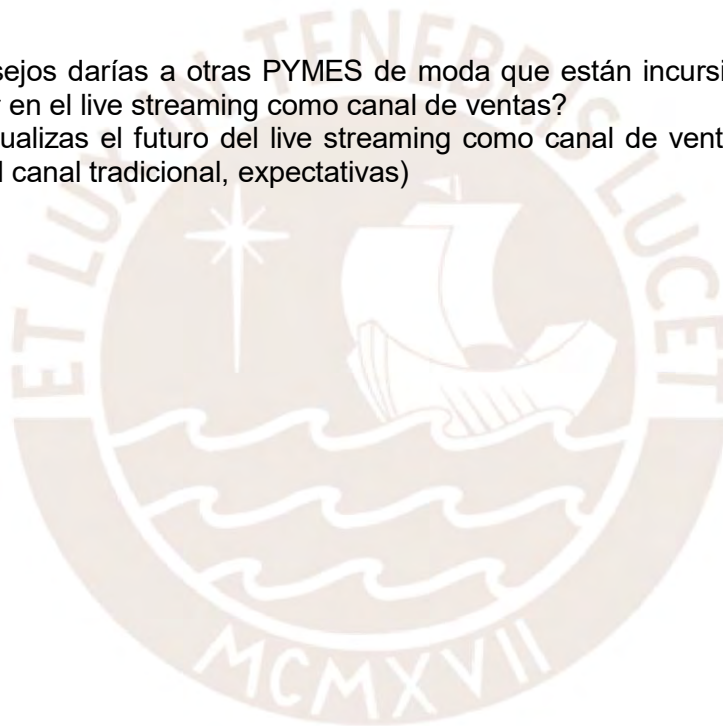 sejos darías a otras PYMES de moda que están incursi
r en el live streaming como canal de ventas?
ualizas el futuro del live streaming como canal de vent
l canal tradicional, expectativas)
ET LUX IN TENEBRIS LUCET
MCMXVII